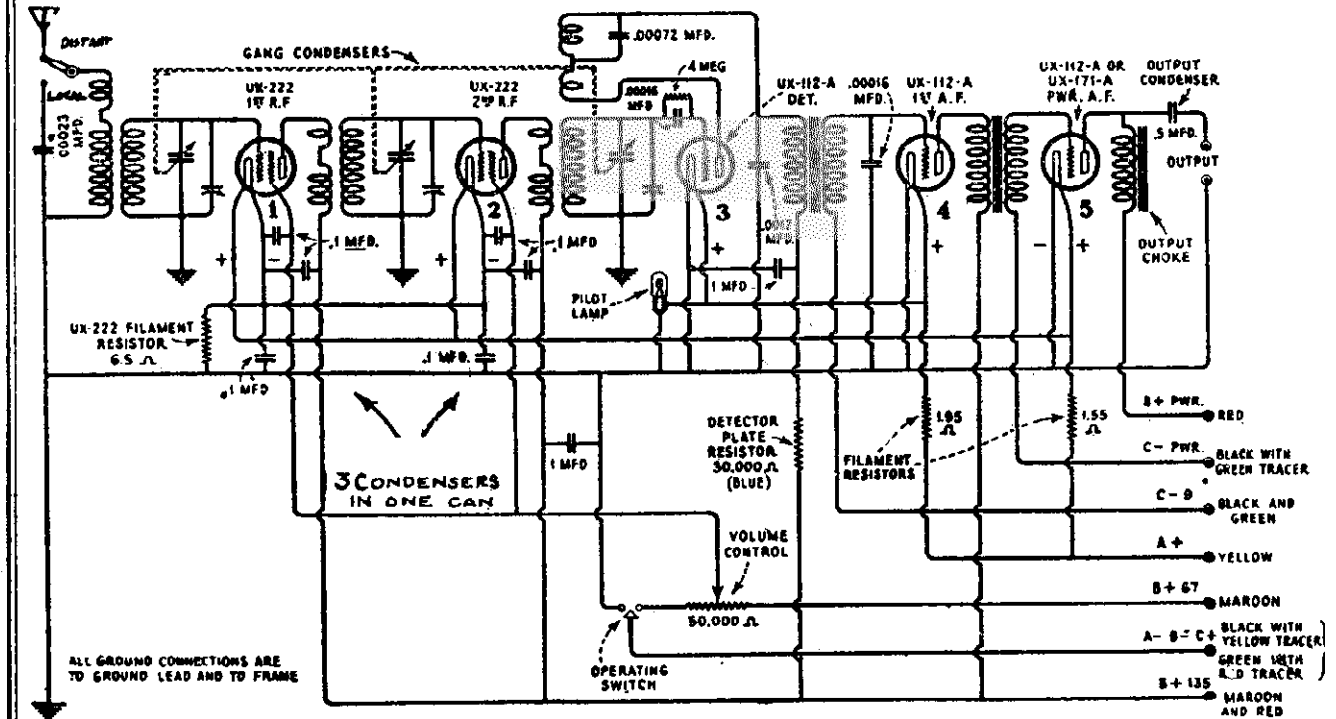 DISTANT
LOCAL
.00023
MFD.
GANG CONDENSERS
UX-222
1ST R.F
UX-222
2ND R.F
.00072 MFD.
.4 MEG
.00016
MFD
UX-112-A
DET.
.00016
MFD.
UX-112-A
1ST A.F.
UX-112-A OR
UX-171-A
PWR. A.F.
OUTPUT
CONDENSER
.5 MFD.
OUTPUT
1
2
3
4
5
+
-
.1 MFD.
+
-
.1 MFD
+
MFD.
.1 MFD
+
-
+
OUTPUT
CHOKE
PILOT
LAMP
UX-222 FILAMENT
RESISTOR
6.5 Ω
.1 MFD
.1 MFD.
3 CONDENSERS
IN ONE CAN
.1 MFD
DETECTOR
PLATE
RESISTOR
50,000 Ω
(BLUE)
FILAMENT
RESISTORS
1.95
Ω
1.55
Ω
B+ PWR.
RED
C- PWR.
BLACK WITH
GREEN TRACER
C-9
BLACK AND
GREEN
A+
YELLOW
VOLUME
CONTROL
50,000 Ω
B+67
MAROON
OPERATING
SWITCH
A- B- C+
BLACK WITH
YELLOW TRACER
GREEN WITH
RED TRACER
B+135
MAROON
AND RED
ALL GROUND CONNECTIONS ARE
TO GROUND LEAD AND TO FRAME